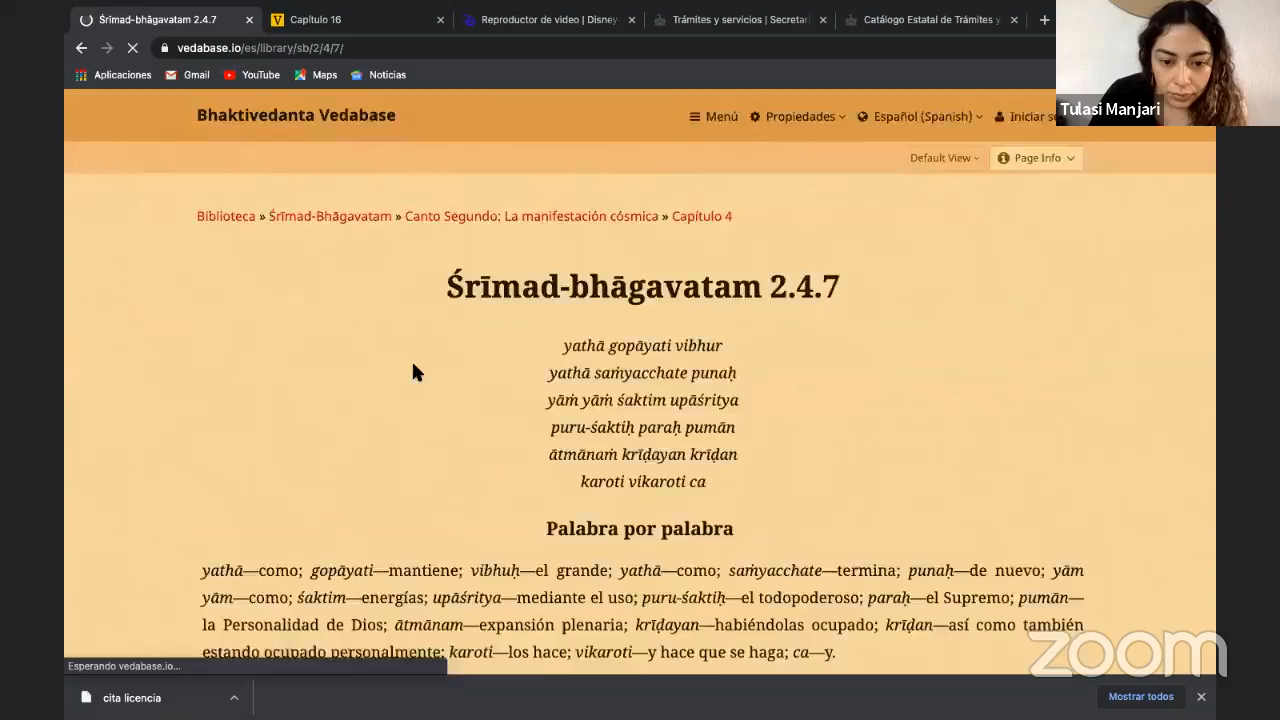 Śrīmad-bhāgavatam 2.4.7
Capítulo 16
Reproductor de video | Disney
Trámites y servicios | Secretar
Catálogo Estatal de Trámites y
vedabase.io/es/library/sb/2/4/7/
Aplicaciones
Gmail
YouTube
Maps
Noticias
Tulasi Manjari
Bhaktivedanta Vedabase
Menú
Propiedades
Español (Spanish)
Iniciar se
Default View
Page Info
Biblioteca » Śrīmad-Bhāgavatam » Canto Segundo: La manifestación cósmica » Capítulo 4
Śrīmad-bhāgavatam 2.4.7
yathā gopāyati vibhur
yathā saṁyacchate punaḥ
yāṁ yāṁ śaktim upāśritya
puru-śaktiḥ paraḥ pumān
ātmānaṁ krīḍayan krīḍan
karoti vikaroti ca
Palabra por palabra
yathā—como; gopāyati—mantiene; vibhuḥ—el grande; yathā—como; saṁyacchate—termina; punaḥ—de nuevo; yām
yām—como; śaktim—energías; upāśritya—mediante el uso; puru-śaktiḥ—el todopoderoso; paraḥ—el Supremo; pumān—
la Personalidad de Dios; ātmānam—expansión plenaria; krīḍayan—habiéndolas ocupado; krīḍan—así como también
estando ocupado personalmente; karoti—los hace; vikaroti—y hace que se haga; ca—y.
zoom
Esperando vedabase.io...
cita licencia
Mostrar todos